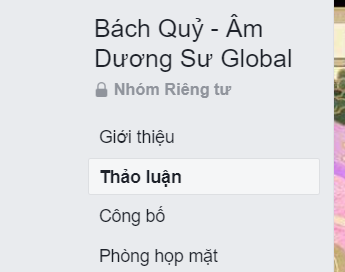 Bách Quỷ - Âm
Dương Sư Global
Nhóm Riêng tư
Giới thiệu
Thảo luận
Công bố
Phòng họp mặt